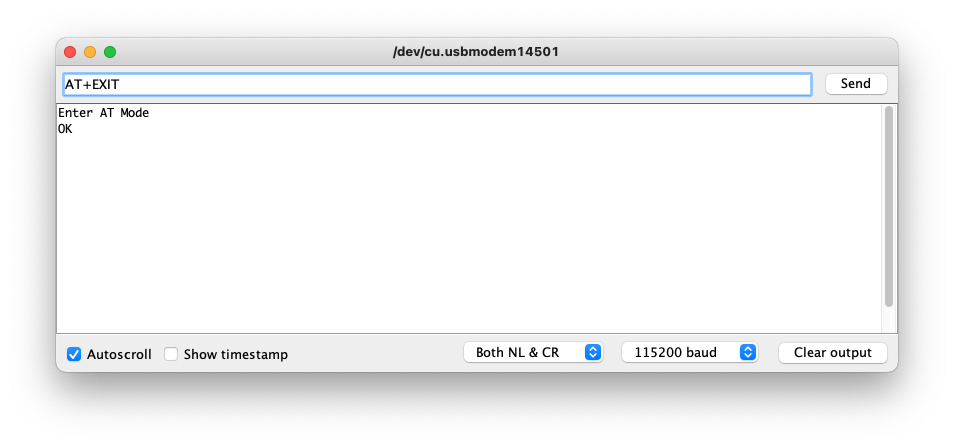 /dev/cu.usbmodem14501
AT+EXIT
Send
Enter AT Mode
OK
Autoscroll
Show timestamp
Both NL & CR
115200 baud
Clear output